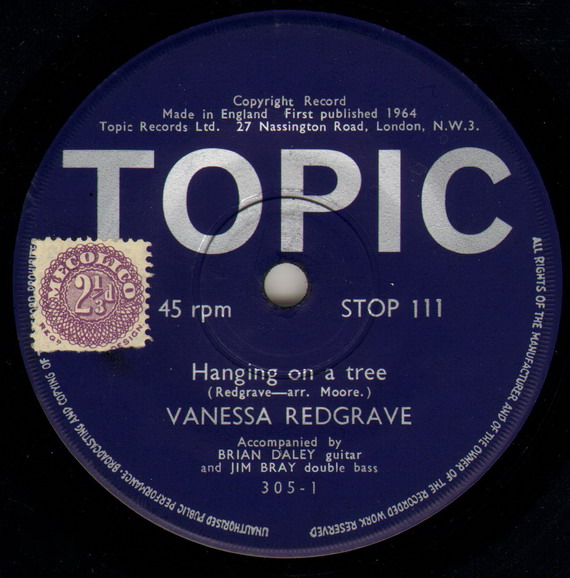 Copyright Record
Made in England First published 1964
Topic Records Ltd. 27 Nassington Road, London, N.W.3.
TOPIC
MECOLICO
2⅓d
REGD. DESIGN
45 rpm
STOP 111
Hanging on a tree
(Redgrave—arr. Moore.)
VANESSA REDGRAVE
Accompanied by
BRIAN DALEY guitar
and JIM BRAY double bass
305-1
ALL RIGHTS OF THE MANUFACTURER AND OF THE OWNER OF THE RECORDED WORK RESERVED
UNAUTHORISED PUBLIC PERFORMANCE · BROADCASTING AND COPYING OF